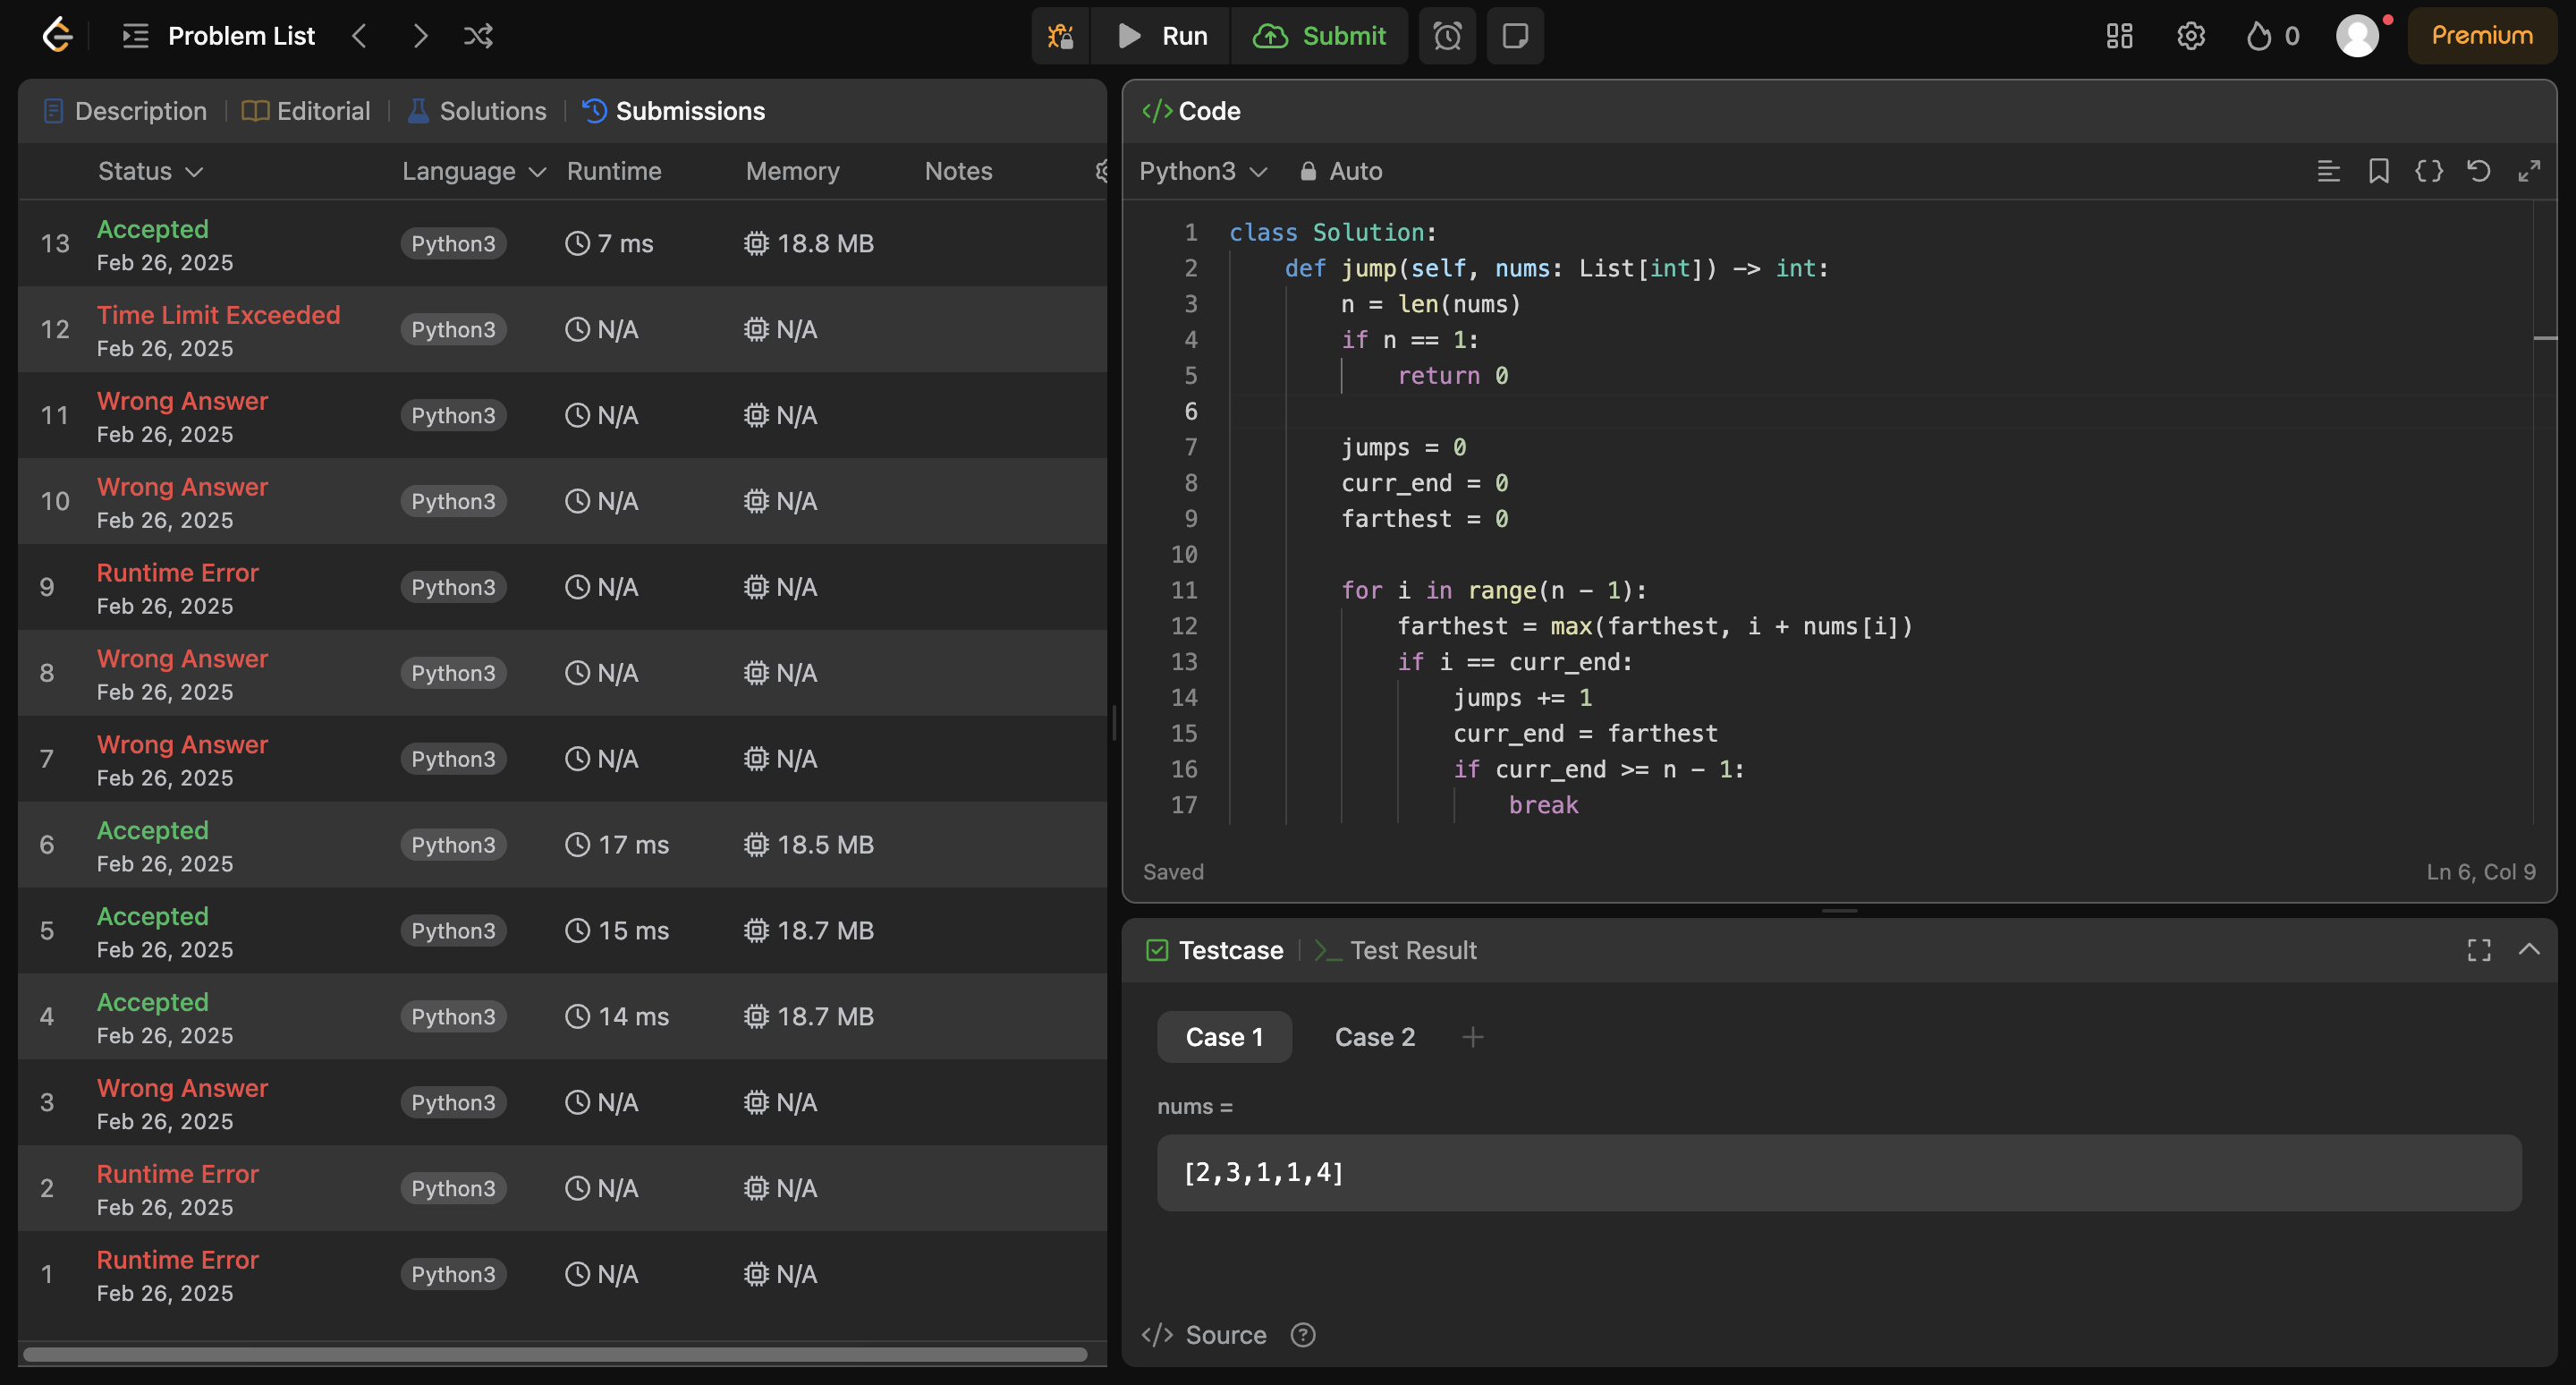 Problem List
Run
Submit
0
Premium
Description | Editorial | Solutions | Submissions
Status Language Runtime Memory Notes
13 Accepted Python3 7 ms 18.8 MB
Feb 26, 2025
12 Time Limit Exceeded Python3 N/A N/A
Feb 26, 2025
11 Wrong Answer Python3 N/A N/A
Feb 26, 2025
10 Wrong Answer Python3 N/A N/A
Feb 26, 2025
9 Runtime Error Python3 N/A N/A
Feb 26, 2025
8 Wrong Answer Python3 N/A N/A
Feb 26, 2025
7 Wrong Answer Python3 N/A N/A
Feb 26, 2025
6 Accepted Python3 17 ms 18.5 MB
Feb 26, 2025
5 Accepted Python3 15 ms 18.7 MB
Feb 26, 2025
4 Accepted Python3 14 ms 18.7 MB
Feb 26, 2025
3 Wrong Answer Python3 N/A N/A
Feb 26, 2025
2 Runtime Error Python3 N/A N/A
Feb 26, 2025
1 Runtime Error Python3 N/A N/A
Feb 26, 2025
</> Code
Python3 Auto
1 class Solution:
2     def jump(self, nums: List[int]) -> int:
3         n = len(nums)
4         if n == 1:
5             return 0
6
7         jumps = 0
8         curr_end = 0
9         farthest = 0
10
11         for i in range(n - 1):
12             farthest = max(farthest, i + nums[i])
13             if i == curr_end:
14                 jumps += 1
15                 curr_end = farthest
16                 if curr_end >= n - 1:
17                     break
Saved Ln 6, Col 9
Testcase | >_ Test Result
Case 1 Case 2 +
nums =
[2,3,1,1,4]
</> Source ?